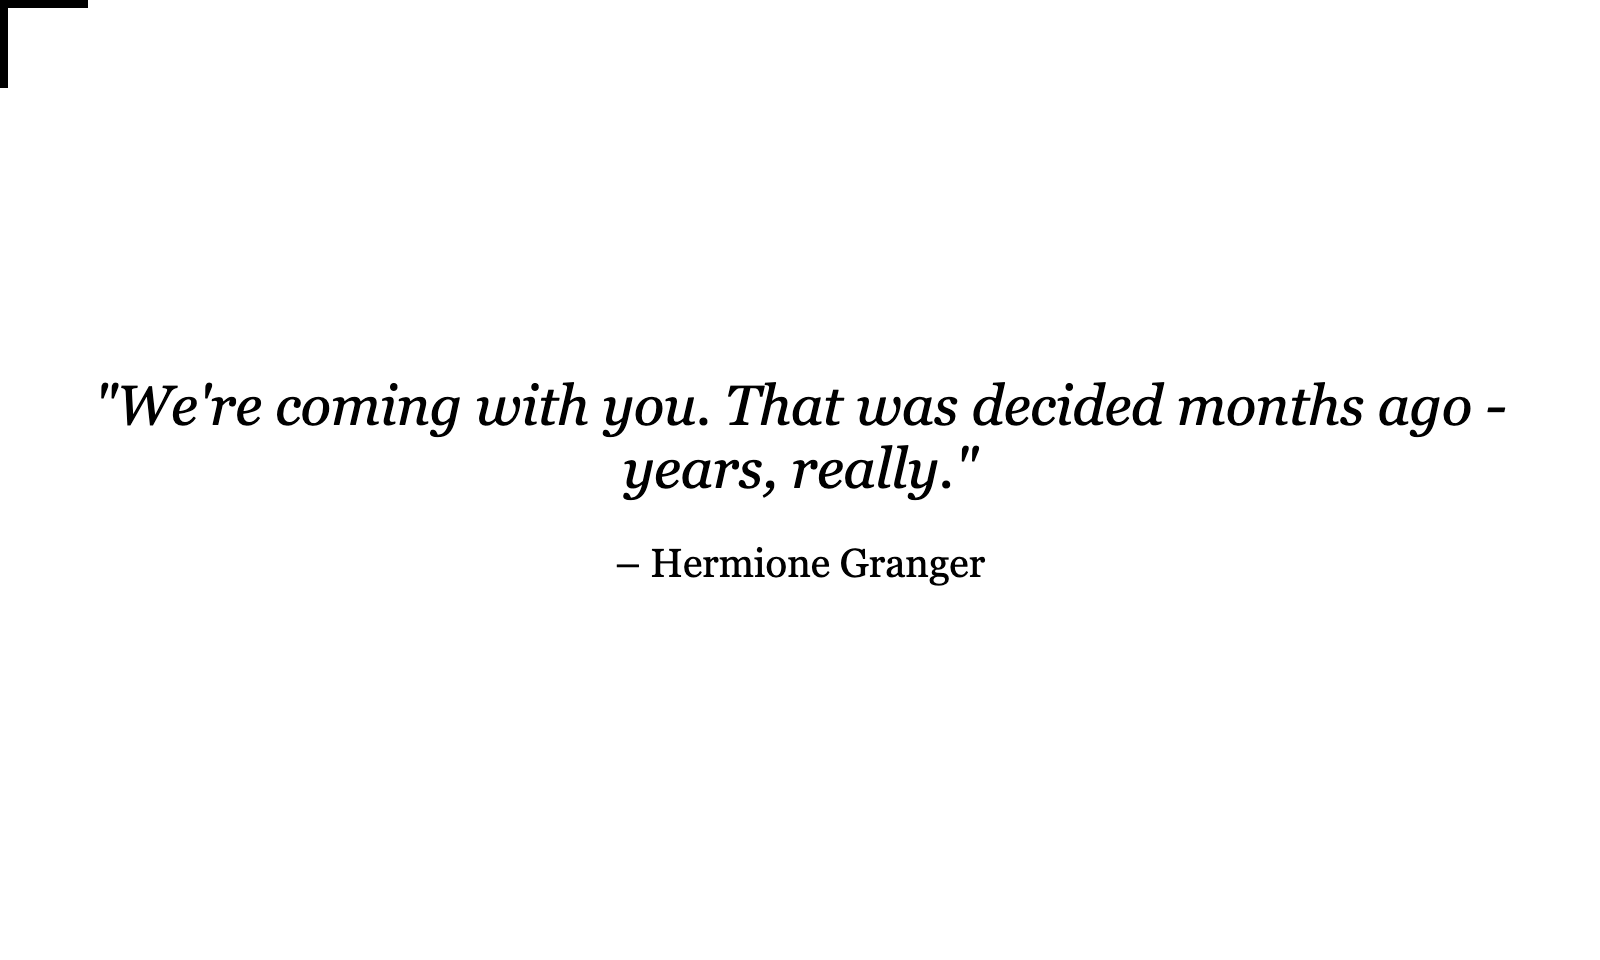 "We're coming with you. That was decided months ago -
years, really."
– Hermione Granger